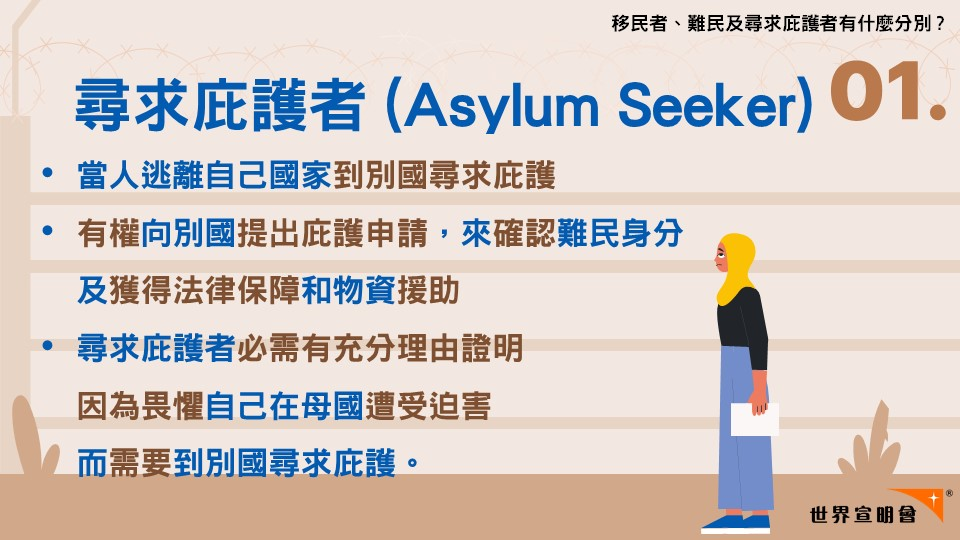 移民者、難民及尋求庇護者有什麼分別？
尋求庇護者 (Asylum Seeker) 01.
• 當人逃離自己國家到別國尋求庇護
• 有權向別國提出庇護申請，來確認難民身分
及獲得法律保障和物資援助
• 尋求庇護者必需有充分理由證明
因為畏懼自己在母國遭受迫害
而需要到別國尋求庇護。
世界宣明會®